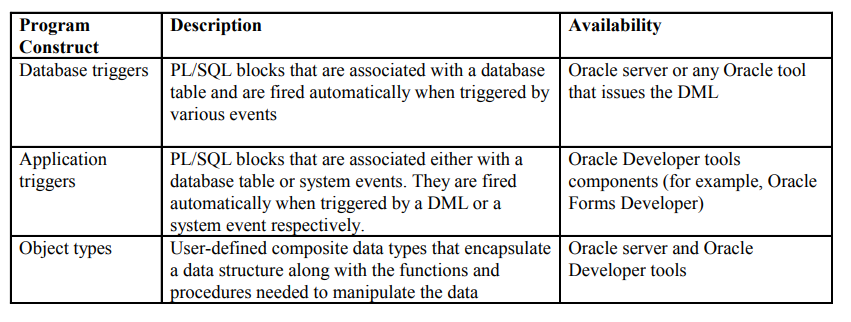 Program Construct
Description
Availability
Database triggers
PL/SQL blocks that are associated with a database
table and are fired automatically when triggered by
various events
Oracle server or any Oracle tool
that issues the DML
Application
triggers
PL/SQL blocks that are associated either with a
database table or system events. They are fired
automatically when triggered by a DML or a
system event respectively.
Oracle Developer tools
components (for example, Oracle
Forms Developer)
Object types
User-defined composite data types that encapsulate
a data structure along with the functions and
procedures needed to manipulate the data
Oracle server and Oracle
Developer tools